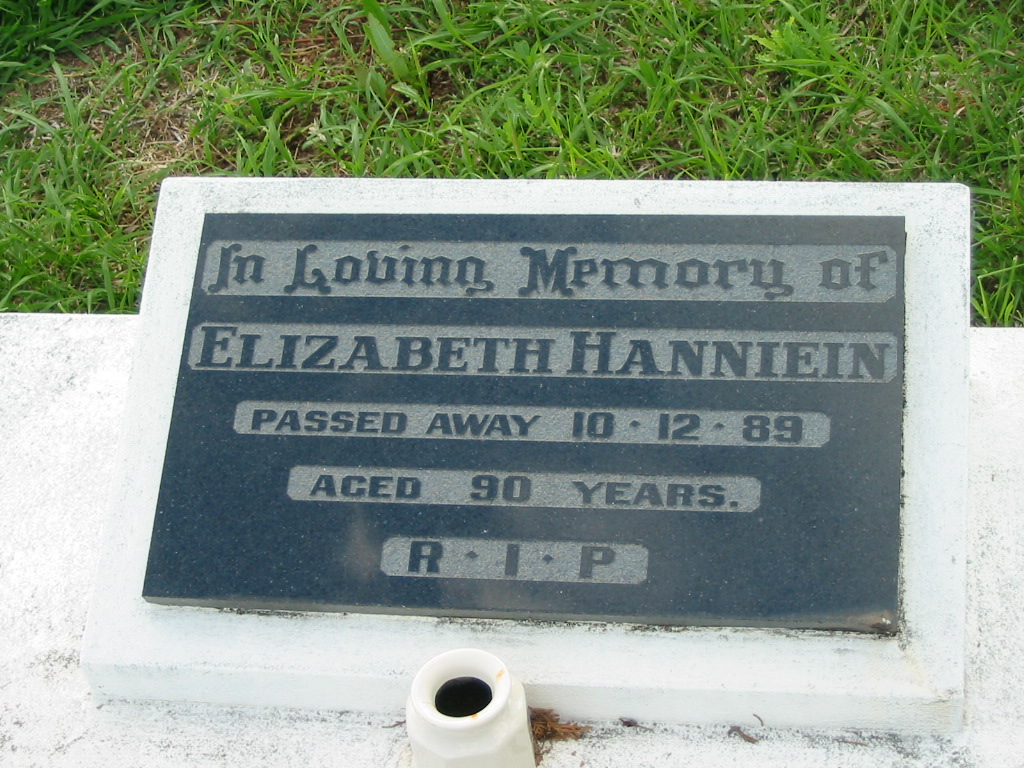 In Loving Memory of
ELIZABETH HANNIEIN
PASSED AWAY 10·12·89
AGED 90 YEARS.
R·I·P